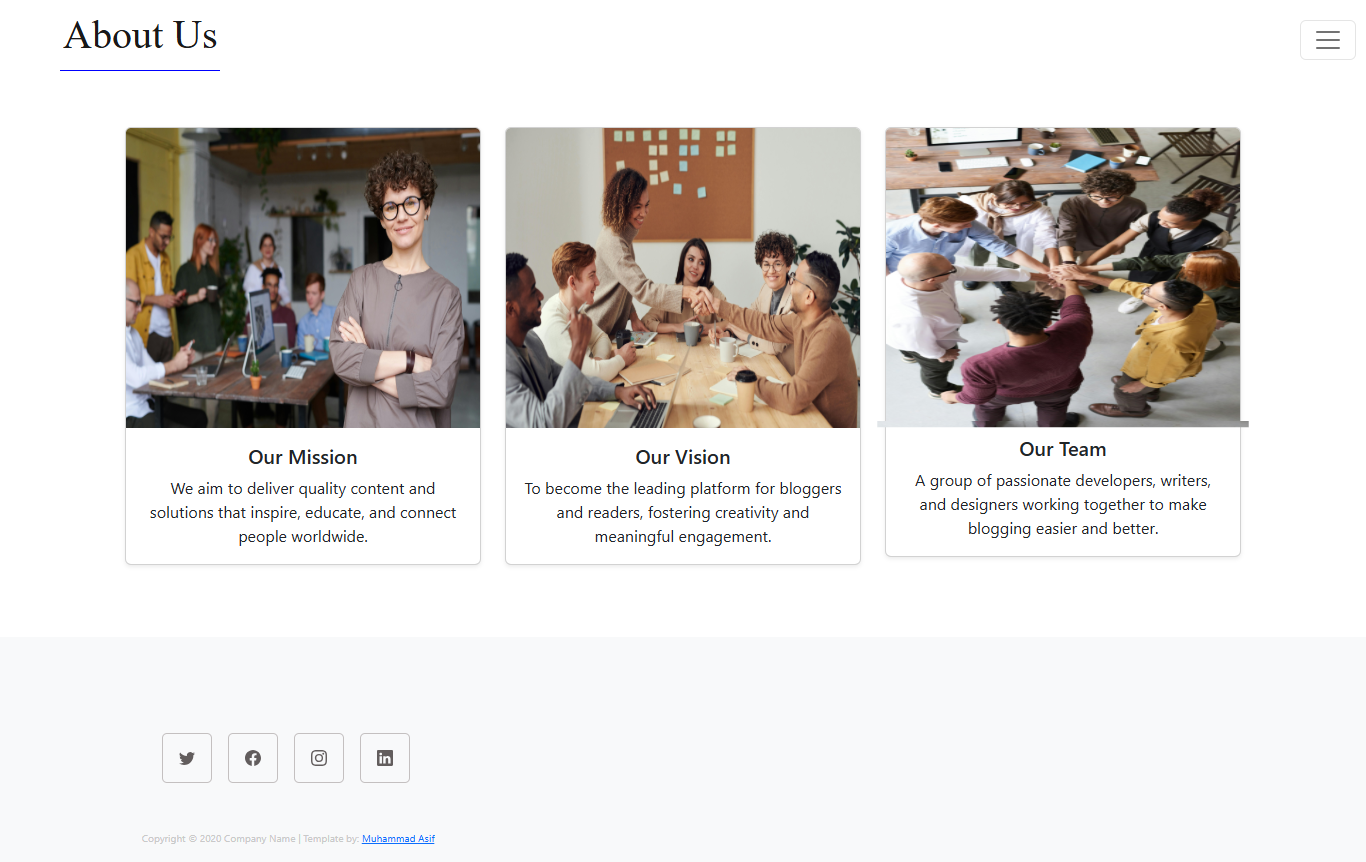 About Us
Our Mission
We aim to deliver quality content and
solutions that inspire, educate, and connect
people worldwide.
Our Vision
To become the leading platform for bloggers
and readers, fostering creativity and
meaningful engagement.
Our Team
A group of passionate developers, writers,
and designers working together to make
blogging easier and better.
Copyright © 2020 Company Name | Template by: Muhammad Asif